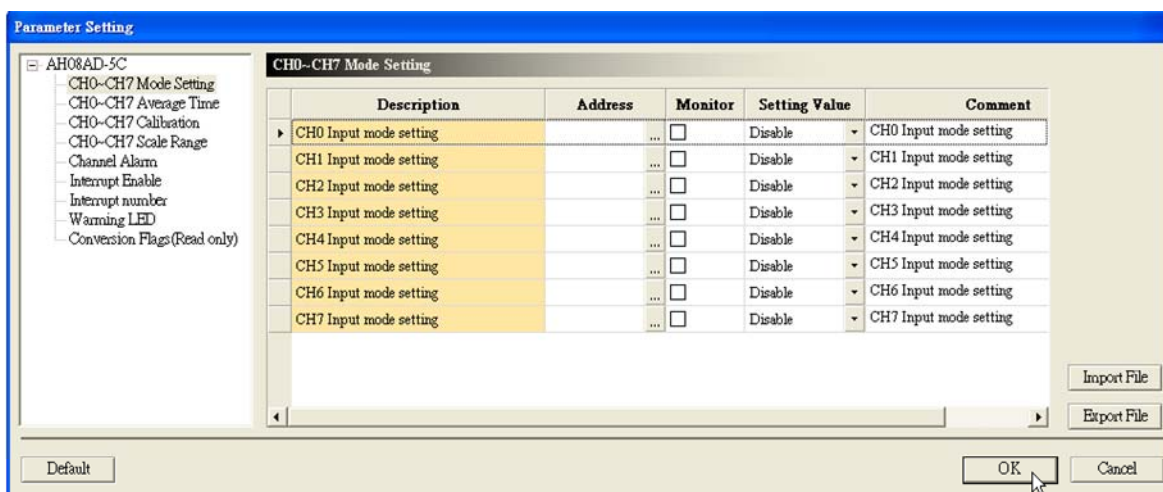 Parameter Setting
AH08AD-5C
CH0~CH7 Mode Setting
CH0~CH7 Average Time
CH0~CH7 Calibration
CH0~CH7 Scale Range
Channel Alarm
Interrupt Enable
Interrupt number
Warming LED
Conversion Flags(Read only)
CH0~CH7 Mode Setting
Description Address Monitor Setting Value Comment
CH0 Input mode setting ... Disable CH0 Input mode setting
CH1 Input mode setting ... Disable CH1 Input mode setting
CH2 Input mode setting ... Disable CH2 Input mode setting
CH3 Input mode setting ... Disable CH3 Input mode setting
CH4 Input mode setting ... Disable CH4 Input mode setting
CH5 Input mode setting ... Disable CH5 Input mode setting
CH6 Input mode setting ... Disable CH6 Input mode setting
CH7 Input mode setting ... Disable CH7 Input mode setting
Import File
Export File
Default OK Cancel